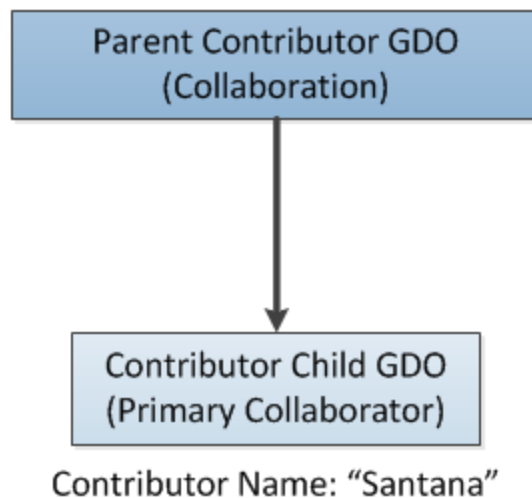 Parent Contributor GDO
(Collaboration)
Contributor Child GDO
(Primary Collaborator)
Contributor Name: “Santana”